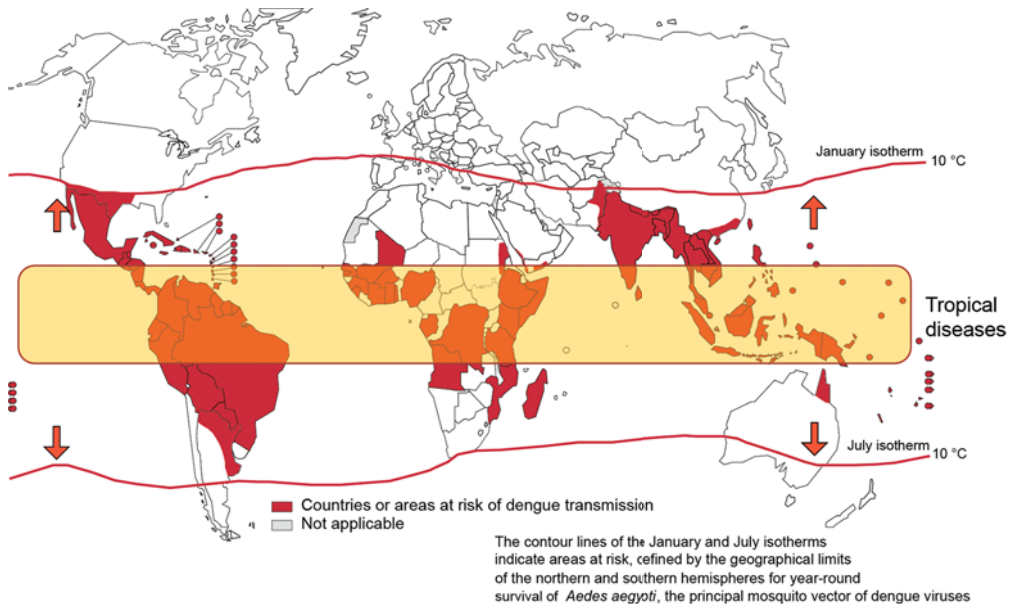 January isotherm
10 °C
Tropical
diseases
July isotherm
10 °C
Countries or areas at risk of dengue transmission
Not applicable
The contour lines of the January and July isotherms
indicate areas at risk, defined by the geographical limits
of the northern and southern hemispheres for year-round
survival of Aedes aegypti, the principal mosquito vector of dengue viruses